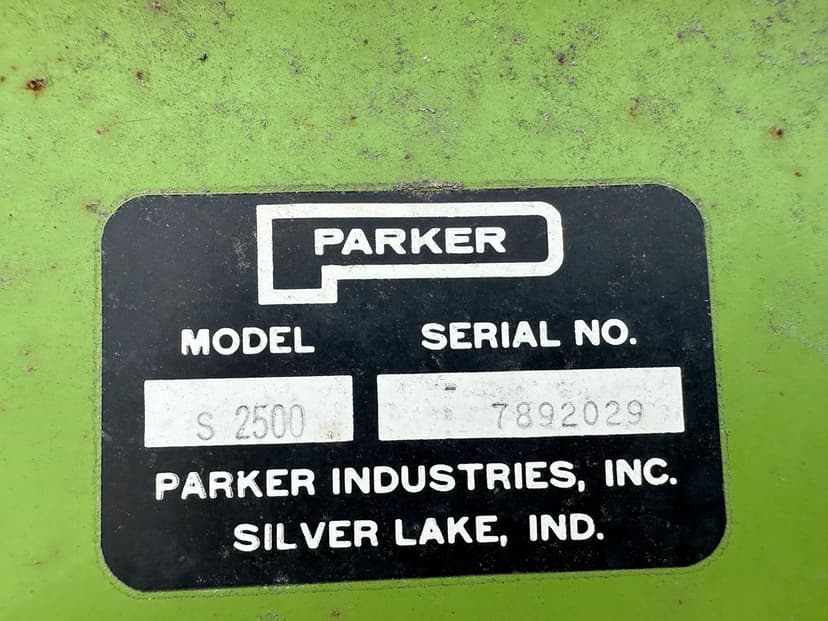 PARKER
MODEL SERIAL NO.
S 2500 7892029
PARKER INDUSTRIES, INC.
SILVER LAKE, IND.